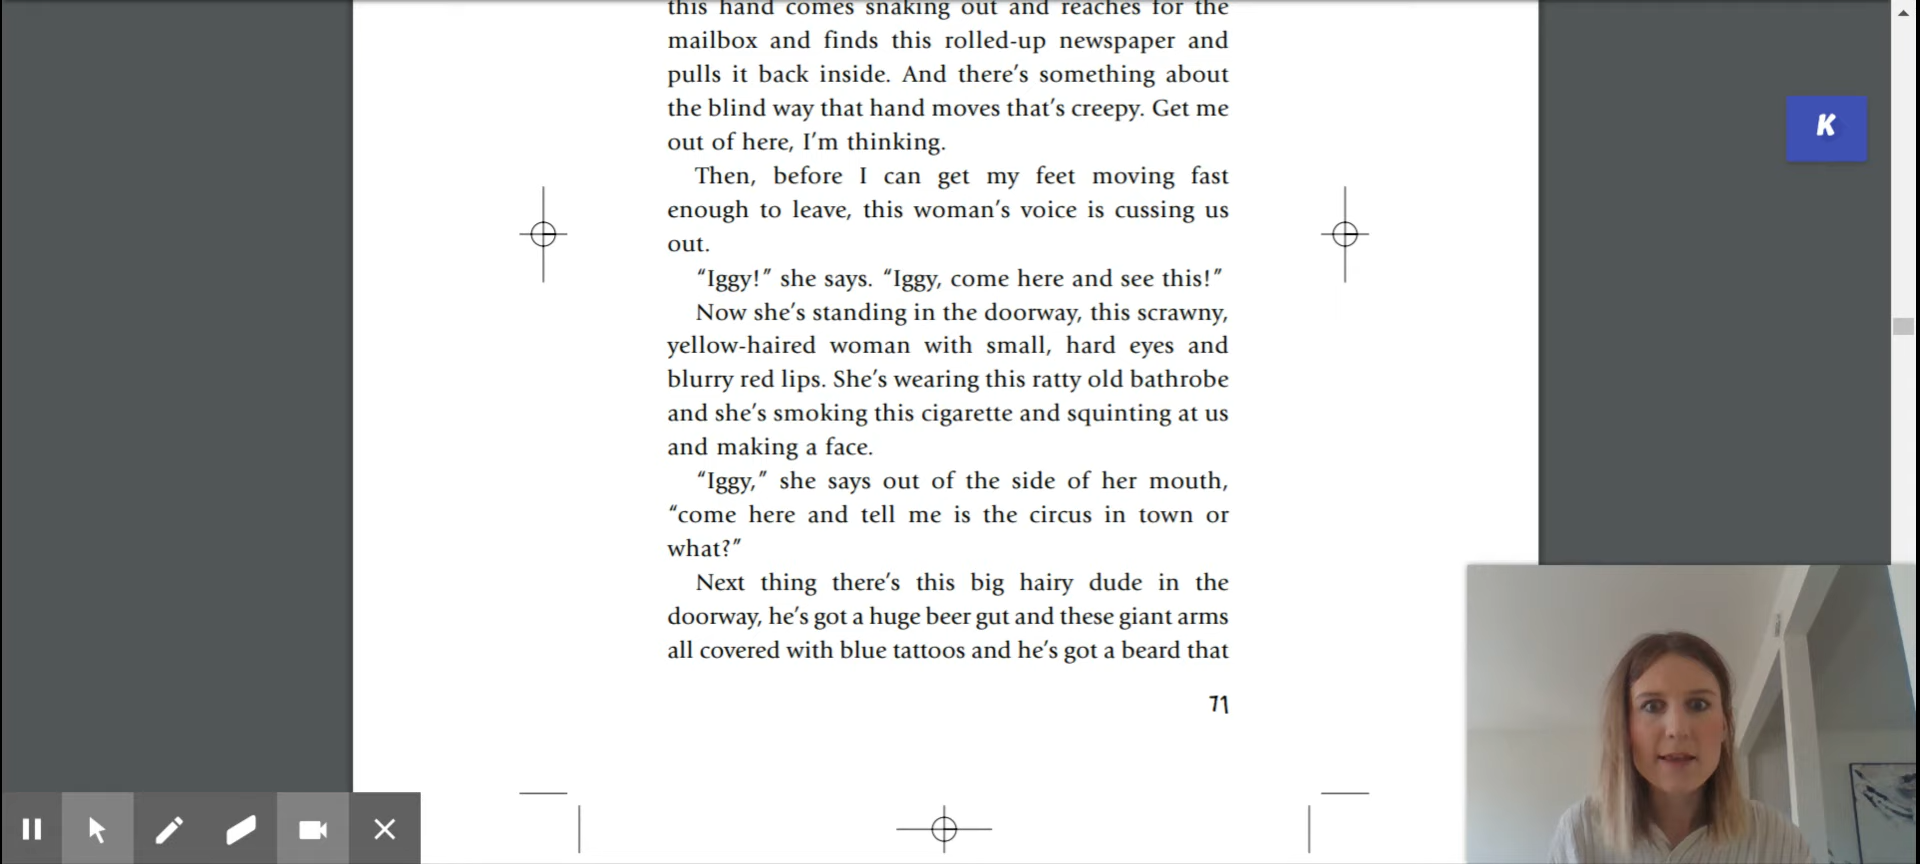 this hand comes snaking out and reaches for the
mailbox and finds this rolled-up newspaper and
pulls it back inside. And there’s something about
the blind way that hand moves that’s creepy. Get me
out of here, I’m thinking.
Then, before I can get my feet moving fast
enough to leave, this woman’s voice is cussing us
out.
“Iggy!” she says. “Iggy, come here and see this!”
Now she’s standing in the doorway, this scrawny,
yellow-haired woman with small, hard eyes and
blurry red lips. She’s wearing this ratty old bathrobe
and she’s smoking this cigarette and squinting at us
and making a face.
“Iggy,” she says out of the side of her mouth,
“come here and tell me is the circus in town or
what?”
Next thing there’s this big hairy dude in the
doorway, he’s got a huge beer gut and these giant arms
all covered with blue tattoos and he’s got a beard that
71
K